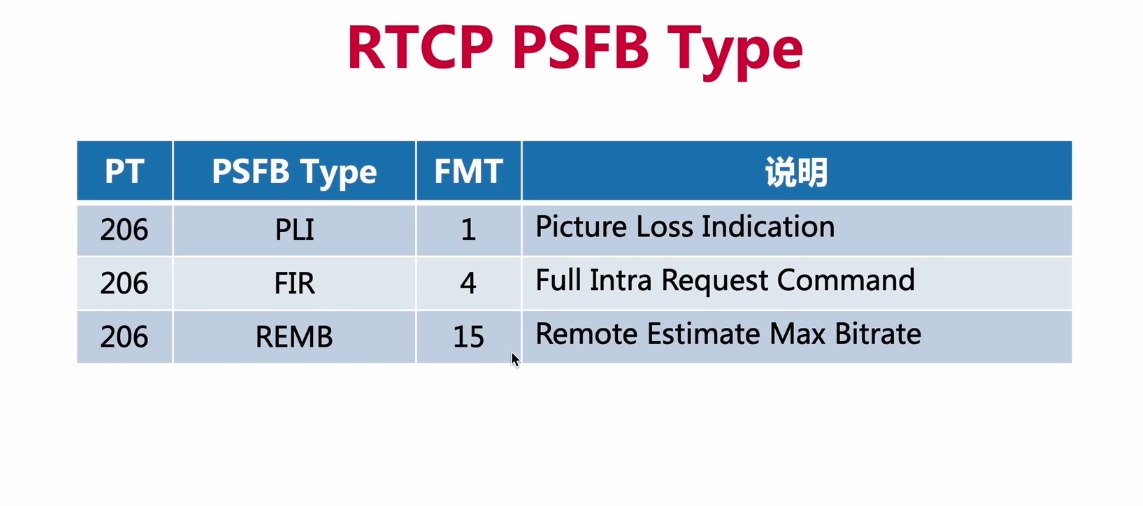 RTCP PSFB Type
PT PSFB Type FMT 说明
206 PLI 1 Picture Loss Indication
206 FIR 4 Full Intra Request Command
206 REMB 15 Remote Estimate Max Bitrate